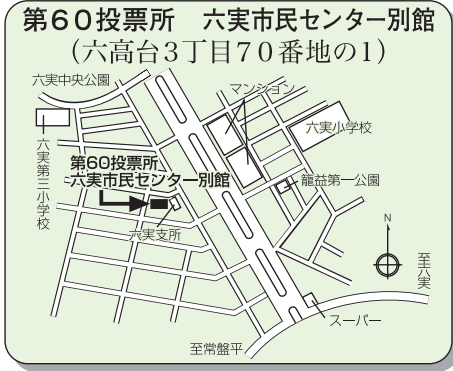 第60投票所　六実市民センター別館
(六高台3丁目70番地の1)
六実中央公園
マンション
六実小学校
六実第三小学校
第60投票所
六実市民センター別館
籠益第一公園
六実支所
N
至六実
スーパー
至常盤平